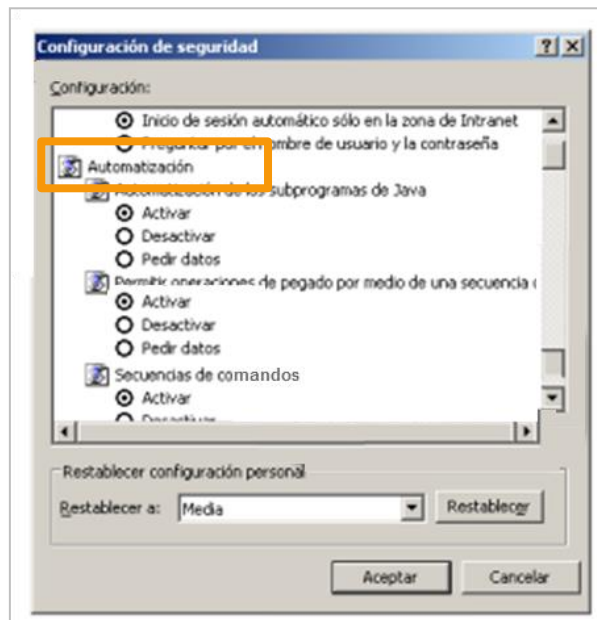 Configuración de seguridad
Configuración:
Inicio de sesión automático sólo en la zona de Intranet
Preguntar por el nombre de usuario y la contraseña
Automatización
Automatización de los subprogramas de Java
Activar
Desactivar
Pedir datos
Permitir operaciones de pegado por medio de una secuencia
Activar
Desactivar
Pedir datos
Secuencias de comandos
Activar
Desactivar
Restablecer configuración personal
Restablecer a: Media Restablecer
Aceptar Cancelar